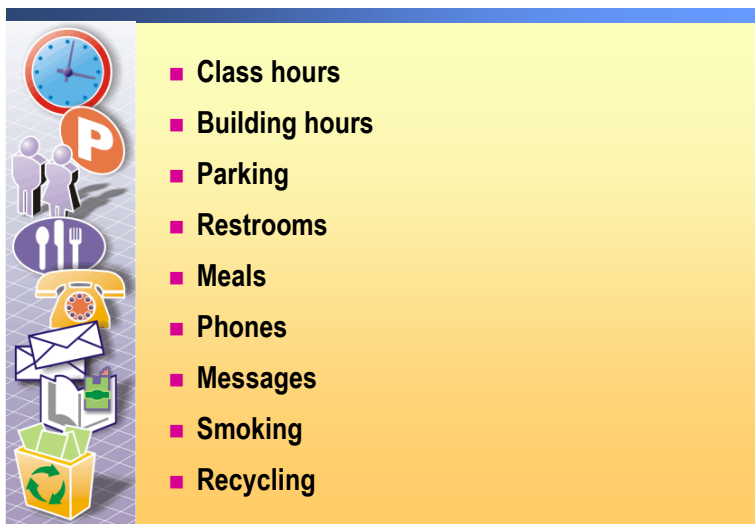 P
Class hours
Building hours
Parking
Restrooms
Meals
Phones
Messages
Smoking
Recycling